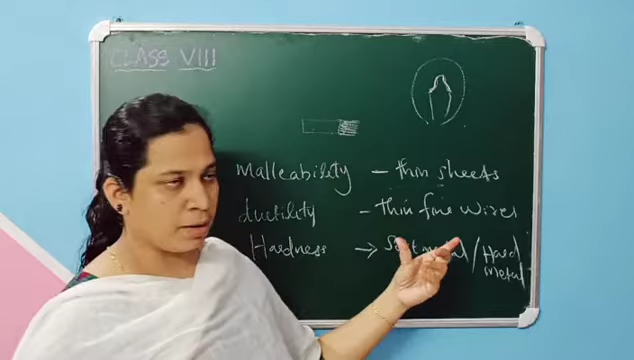 CLASS VIII
Malleability - thin sheets
ductility - Thin fine wires
Hardness → Soft metal / Hard
metal